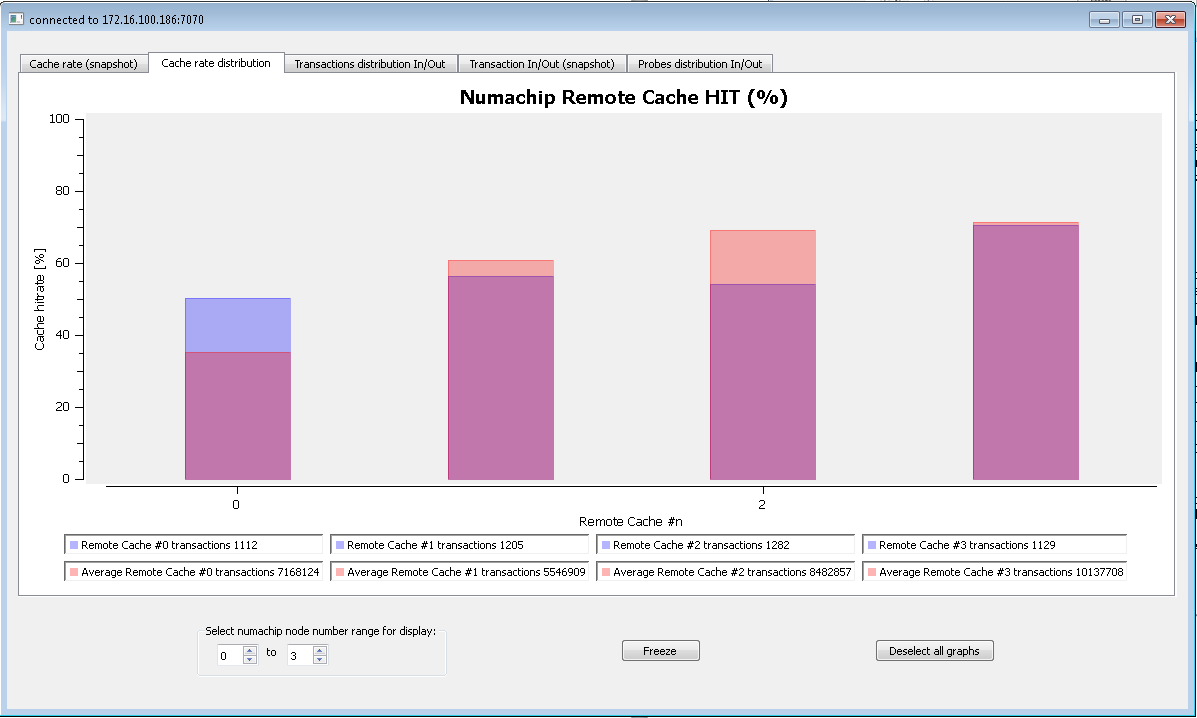 connected to 172.16.100.186:7070
Cache rate (snapshot) Cache rate distribution Transactions distribution In/Out Transaction In/Out (snapshot) Probes distribution In/Out
Numachip Remote Cache HIT (%)
100
80
60
40
20
0
Cache hitrate [%]
0 2
Remote Cache #n
Remote Cache #0 transactions 1112 Remote Cache #1 transactions 1205 Remote Cache #2 transactions 1282 Remote Cache #3 transactions 1129
Average Remote Cache #0 transactions 7168124 Average Remote Cache #1 transactions 5546909 Average Remote Cache #2 transactions 8482857 Average Remote Cache #3 transactions 10137708
Select numachip node number range for display:
0 to 3 Freeze Deselect all graphs